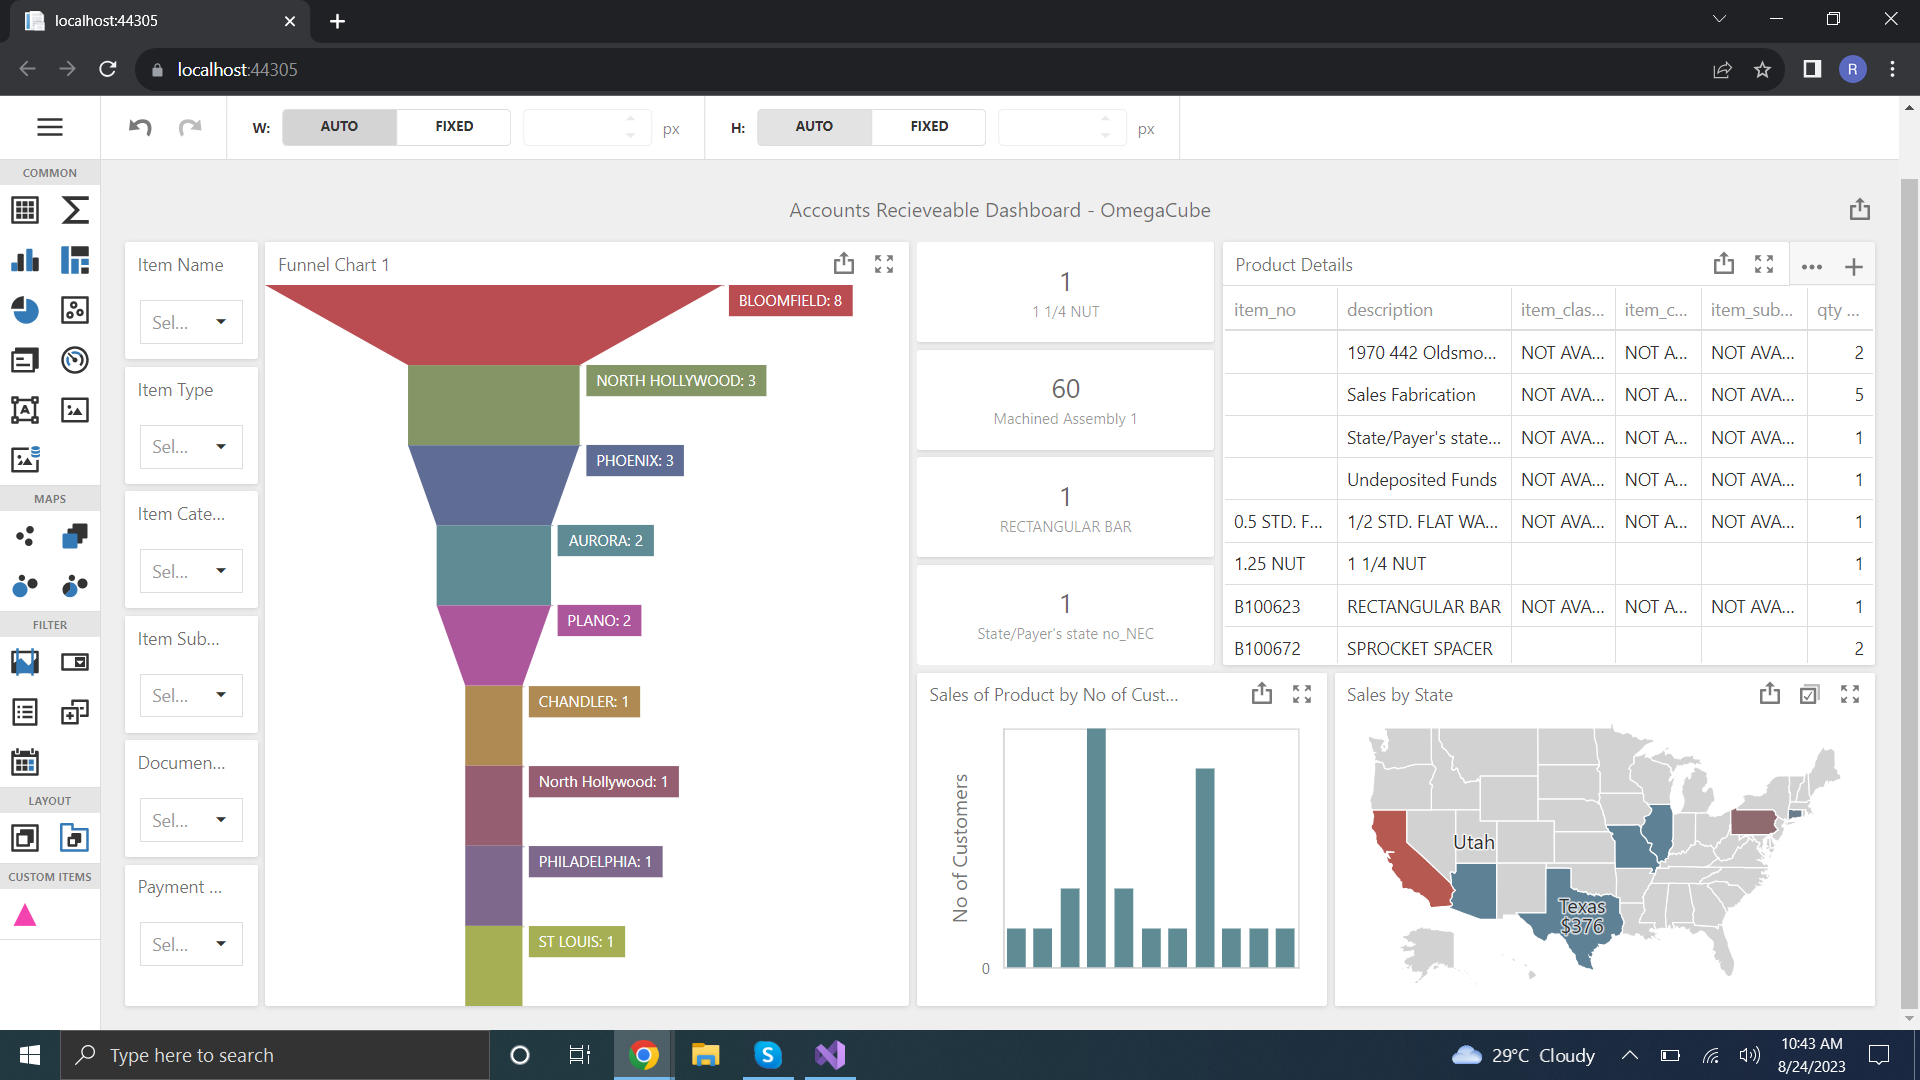 localhost:44305
localhost:44305
R
W:
AUTO
FIXED
px
H:
AUTO
FIXED
px
COMMON
MAPS
FILTER
LAYOUT
CUSTOM ITEMS
Accounts Recieveable Dashboard - OmegaCube
Item Name
Sel...
Item Type
Sel...
Item Cate...
Sel...
Item Sub...
Sel...
Documen...
Sel...
Payment ...
Sel...
Funnel Chart 1
BLOOMFIELD: 8
NORTH HOLLYWOOD: 3
PHOENIX: 3
AURORA: 2
PLANO: 2
CHANDLER: 1
North Hollywood: 1
PHILADELPHIA: 1
ST LOUIS: 1
1
1 1/4 NUT
60
Machined Assembly 1
1
RECTANGULAR BAR
1
State/Payer's state no_NEC
Product Details
item_no description item_clas... item_c... item_sub... qty ...
1970 442 Oldsmo... NOT AVA... NOT A... NOT AVA... 2
Sales Fabrication NOT AVA... NOT A... NOT AVA... 5
State/Payer's state... NOT AVA... NOT A... NOT AVA... 1
Undeposited Funds NOT AVA... NOT A... NOT AVA... 1
0.5 STD. F... 1/2 STD. FLAT WA... NOT AVA... NOT A... NOT AVA... 1
1.25 NUT 1 1/4 NUT 1
B100623 RECTANGULAR BAR NOT AVA... NOT A... NOT AVA... 1
B100672 SPROCKET SPACER 2
Sales of Product by No of Cust...
No of Customers
0
Sales by State
Utah
Texas
$376
Type here to search
S
29°C Cloudy
10:43 AM
8/24/2023